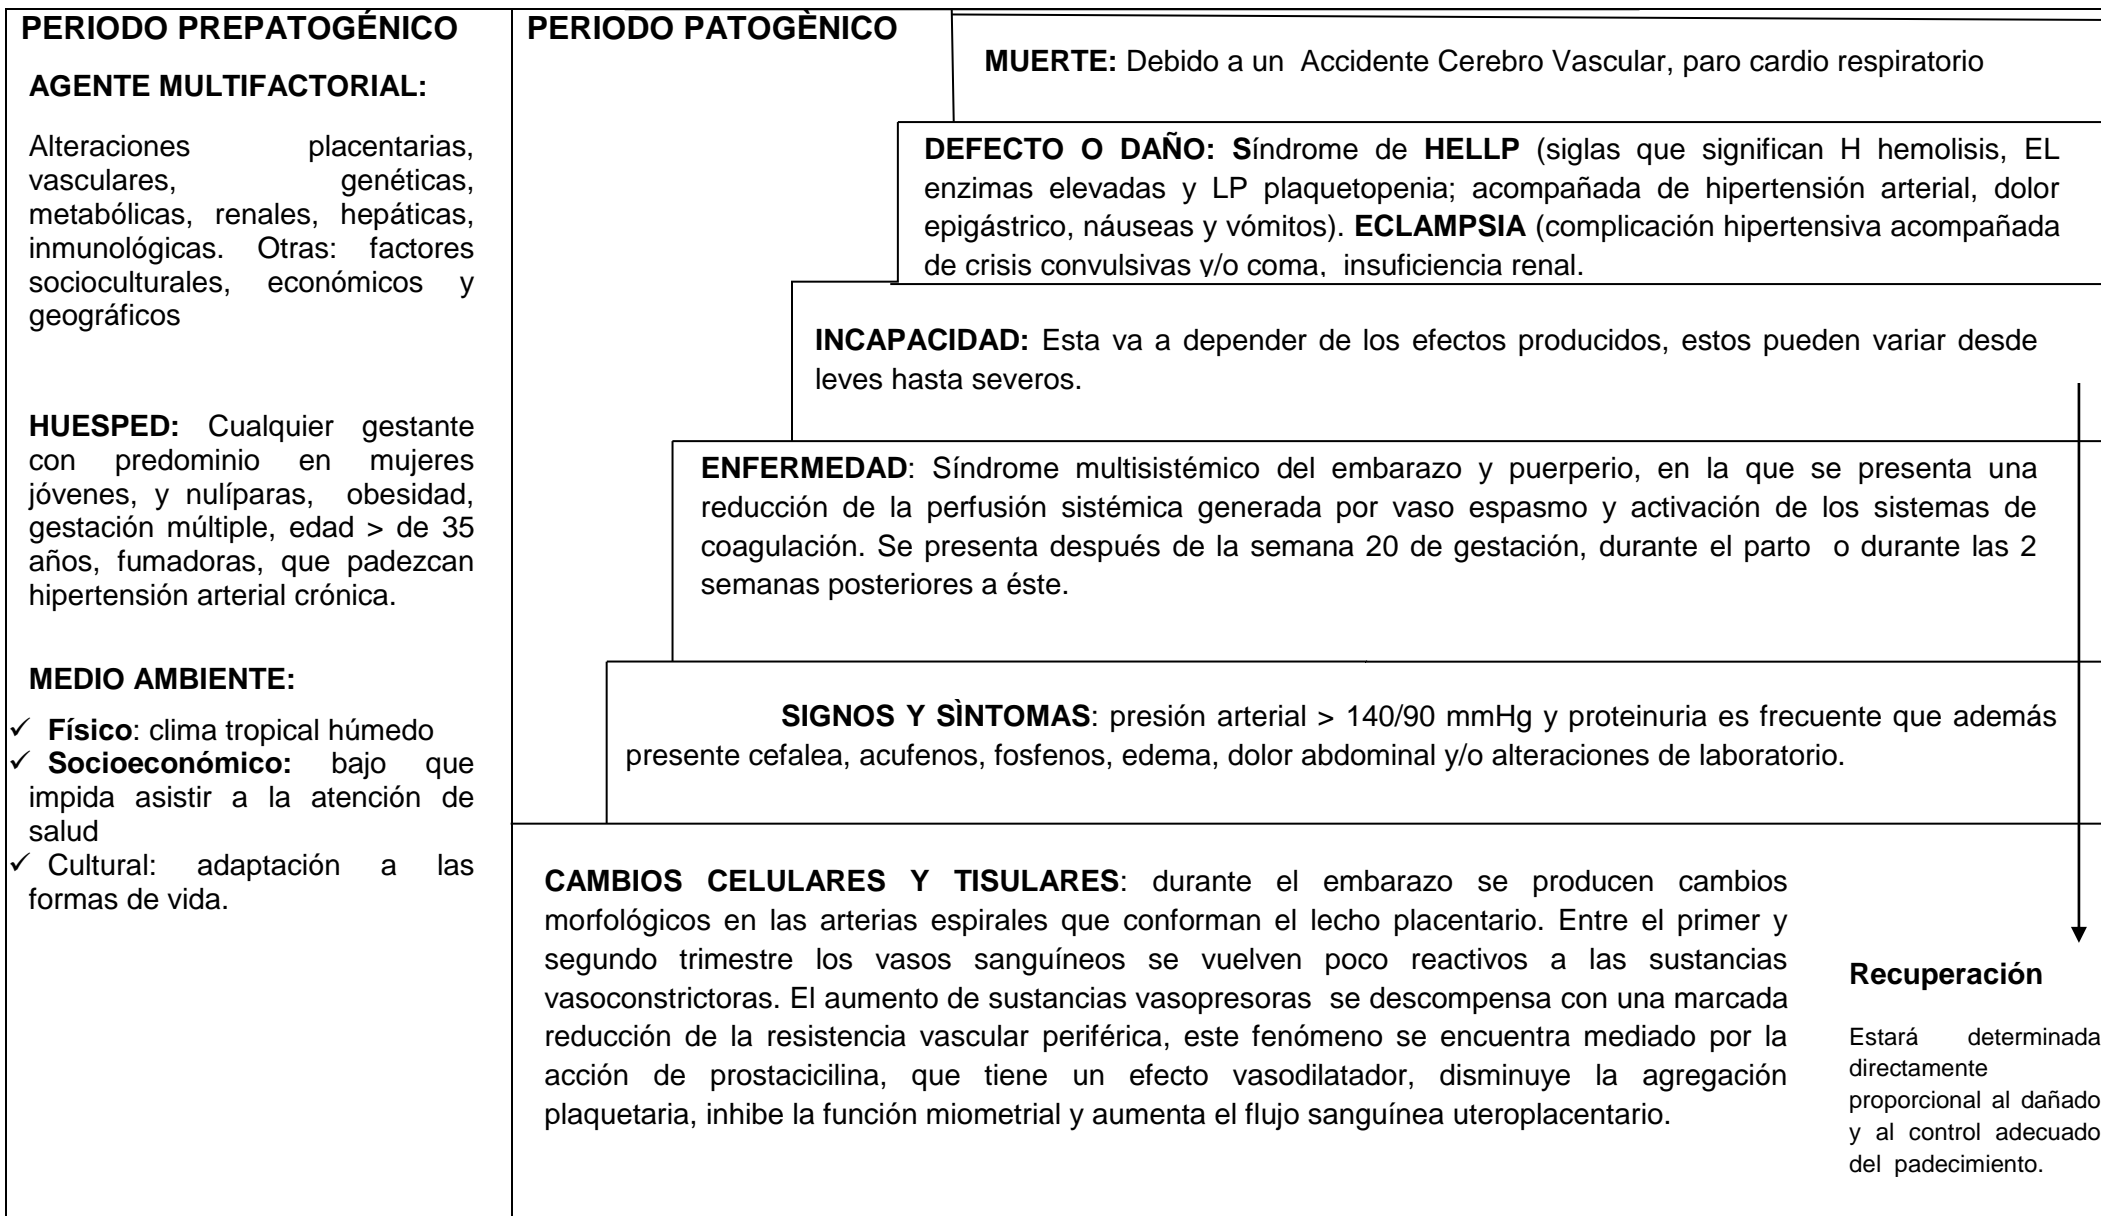 PERIODO PREPATOGÉNICO
AGENTE MULTIFACTORIAL:
Alteraciones placentarias,
vasculares, genéticas,
metabólicas, renales, hepáticas,
inmunológicas. Otras: factores
socioculturales, económicos y
geográficos
HUESPED: Cualquier gestante
con predominio en mujeres
jóvenes, y nulíparas, obesidad,
gestación múltiple, edad > de 35
años, fumadoras, que padezcan
hipertensión arterial crónica.
MEDIO AMBIENTE:
✓ Físico: clima tropical húmedo
✓ Socioeconómico: bajo que
impida asistir a la atención de
salud
✓ Cultural: adaptación a las
formas de vida.
PERIODO PATOGÈNICO
MUERTE: Debido a un Accidente Cerebro Vascular, paro cardio respiratorio
DEFECTO O DAÑO: Síndrome de HELLP (siglas que significan H hemolisis, EL
enzimas elevadas y LP plaquetopenia; acompañada de hipertensión arterial, dolor
epigástrico, náuseas y vómitos). ECLAMPSIA (complicación hipertensiva acompañada
de crisis convulsivas y/o coma, insuficiencia renal.
INCAPACIDAD: Esta va a depender de los efectos producidos, estos pueden variar desde
leves hasta severos.
ENFERMEDAD: Síndrome multisistémico del embarazo y puerperio, en la que se presenta una
reducción de la perfusión sistémica generada por vaso espasmo y activación de los sistemas de
coagulación. Se presenta después de la semana 20 de gestación, durante el parto o durante las 2
semanas posteriores a éste.
SIGNOS Y SÌNTOMAS: presión arterial > 140/90 mmHg y proteinuria es frecuente que además
presente cefalea, acufenos, fosfenos, edema, dolor abdominal y/o alteraciones de laboratorio.
CAMBIOS CELULARES Y TISULARES: durante el embarazo se producen cambios
morfológicos en las arterias espirales que conforman el lecho placentario. Entre el primer y
segundo trimestre los vasos sanguíneos se vuelven poco reactivos a las sustancias
vasoconstrictoras. El aumento de sustancias vasopresoras se descompensa con una marcada
reducción de la resistencia vascular periférica, este fenómeno se encuentra mediado por la
acción de prostacicilina, que tiene un efecto vasodilatador, disminuye la agregación
plaquetaria, inhibe la función miometrial y aumenta el flujo sanguínea uteroplacentario.
Recuperación
Estará determinada
directamente
proporcional al dañado
y al control adecuado
del padecimiento.